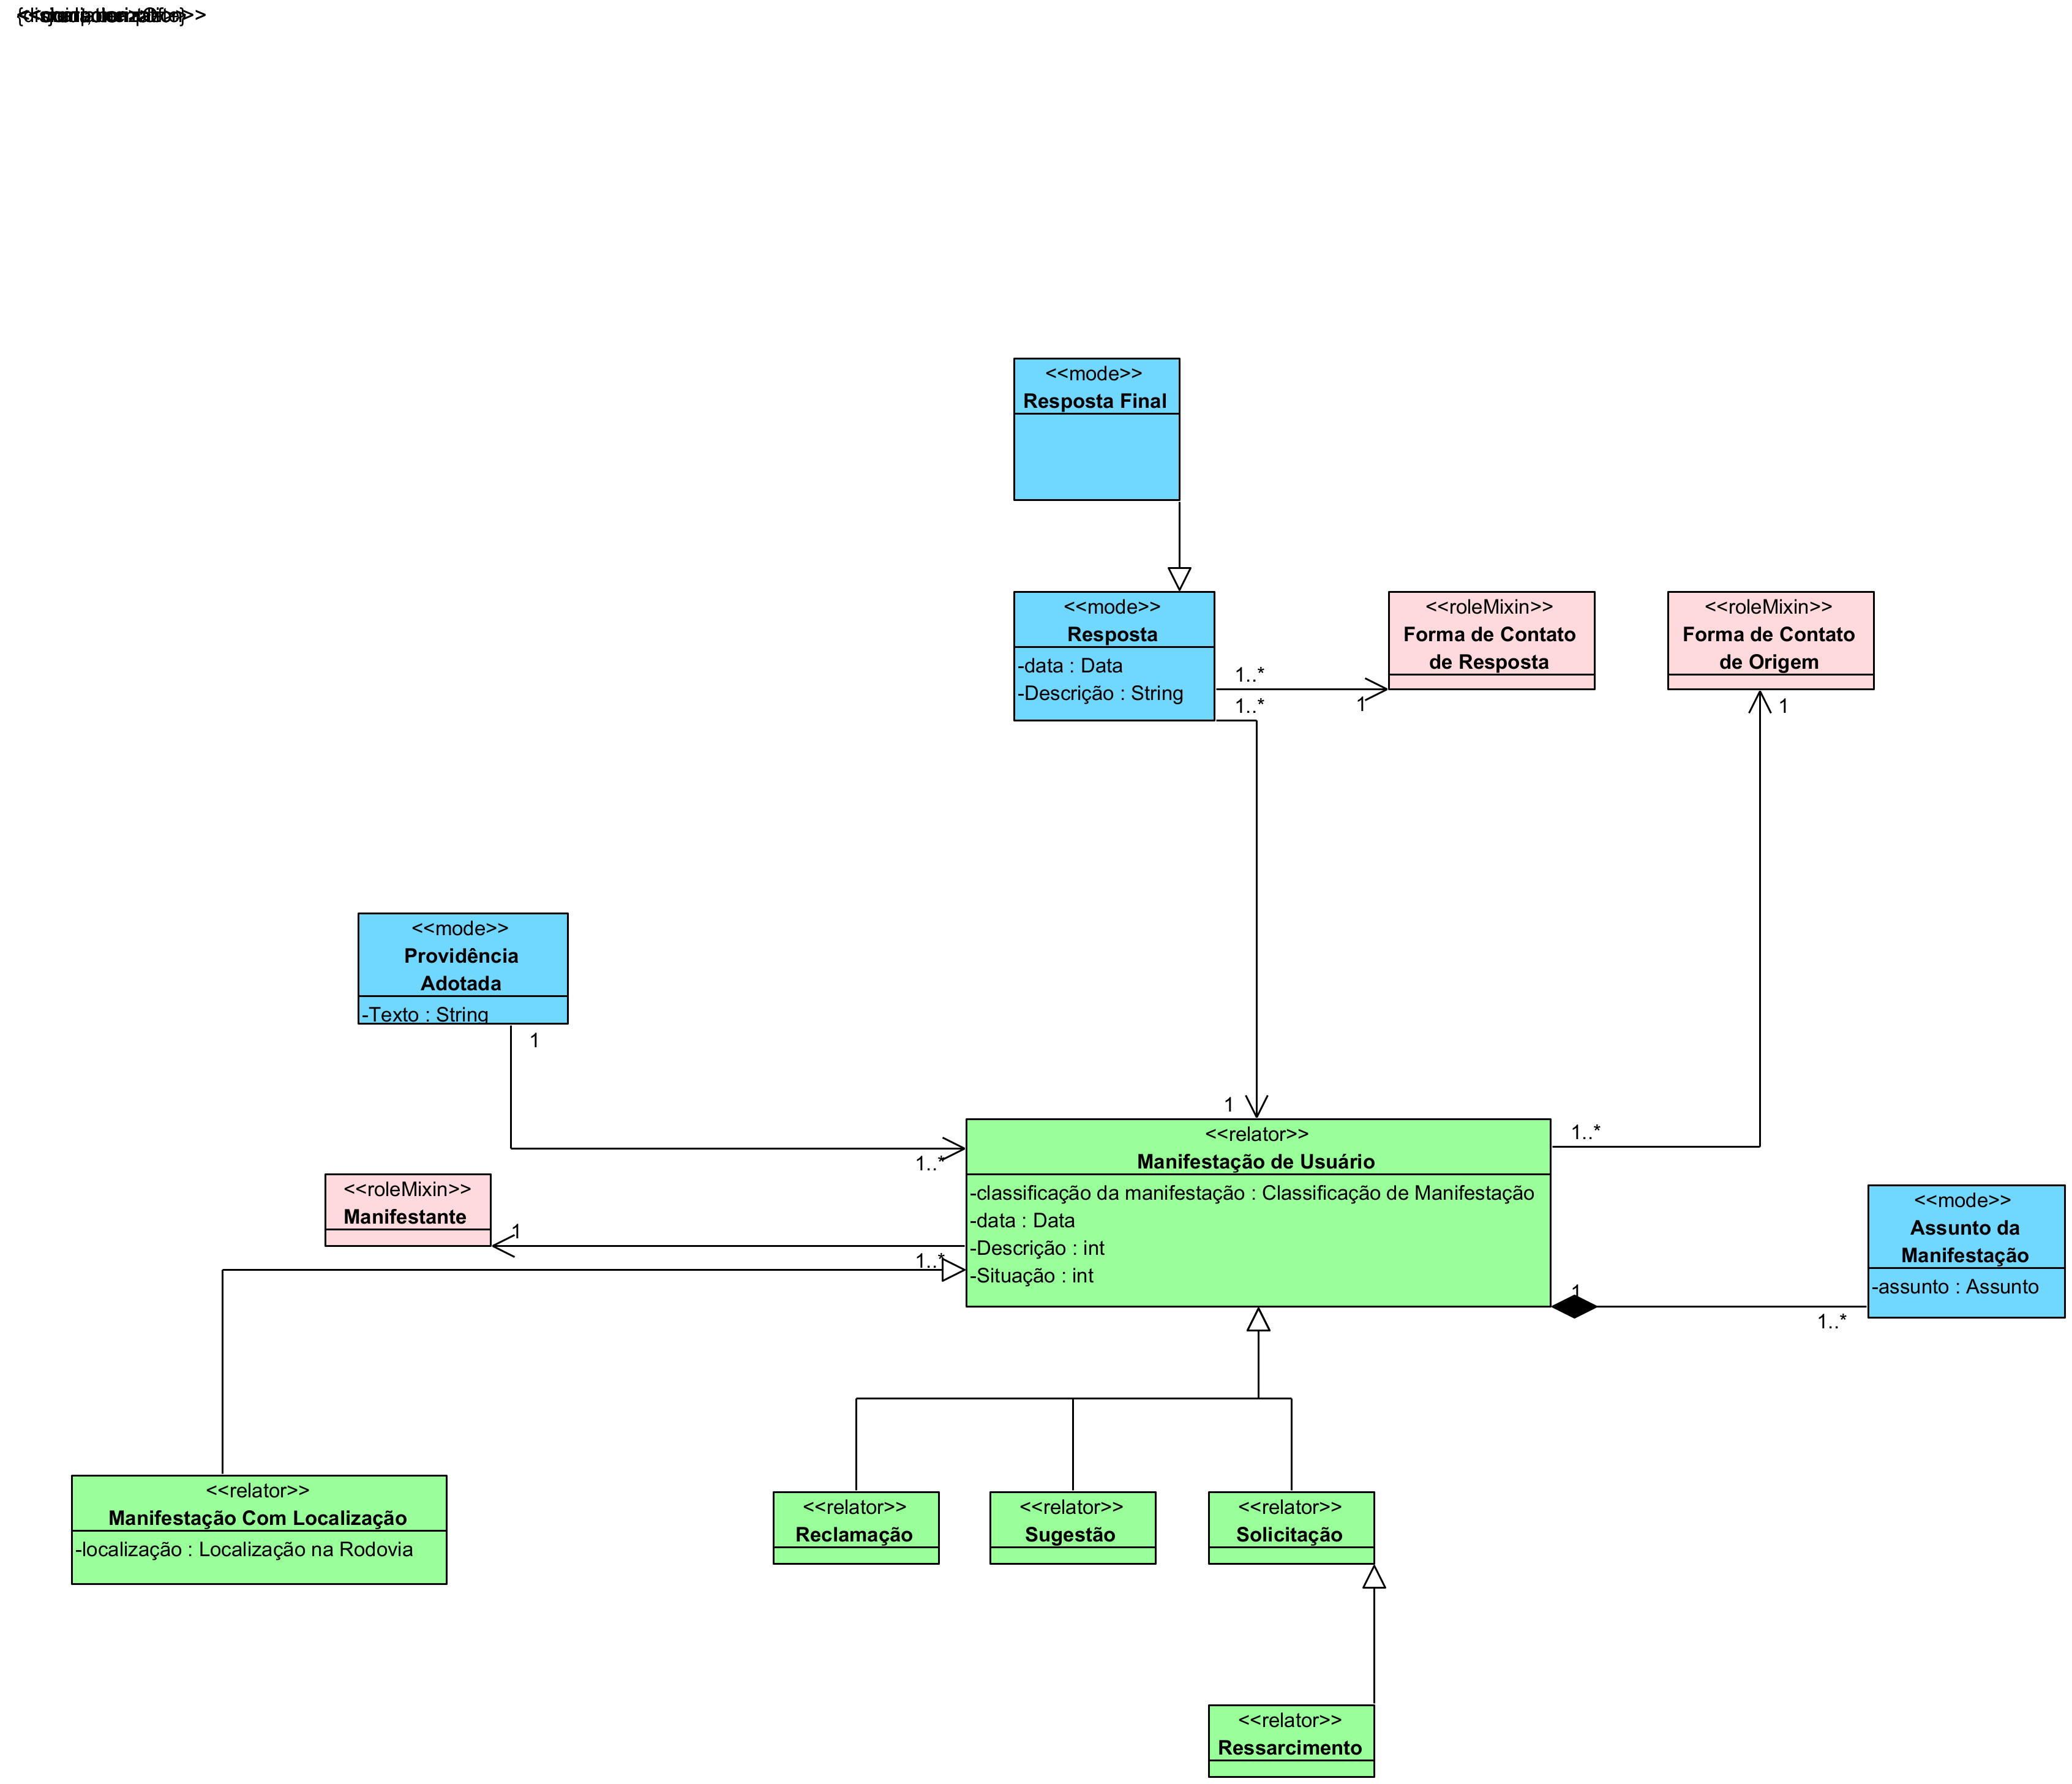 <<mode>>
Resposta Final
<<mode>>
Resposta
-data : Data
-Descrição : String
<<roleMixin>>
Forma de Contato
de Resposta
<<roleMixin>>
Forma de Contato
de Origem
1..*
1
1..*
1
<<mode>>
Providência
Adotada
-Texto : String
1
1
1..*
1..*
<<relator>>
Manifestação de Usuário
-classificação da manifestação : Classificação de Manifestação
-data : Data
-Descrição : int
-Situação : int
<<roleMixin>>
Manifestante
1
1..*
<<mode>>
Assunto da
Manifestação
-assunto : Assunto
1
1..*
<<relator>>
Manifestação Com Localização
-localização : Localização na Rodovia
<<relator>>
Reclamação
<<relator>>
Sugestão
<<relator>>
Solicitação
<<relator>>
Ressarcimento